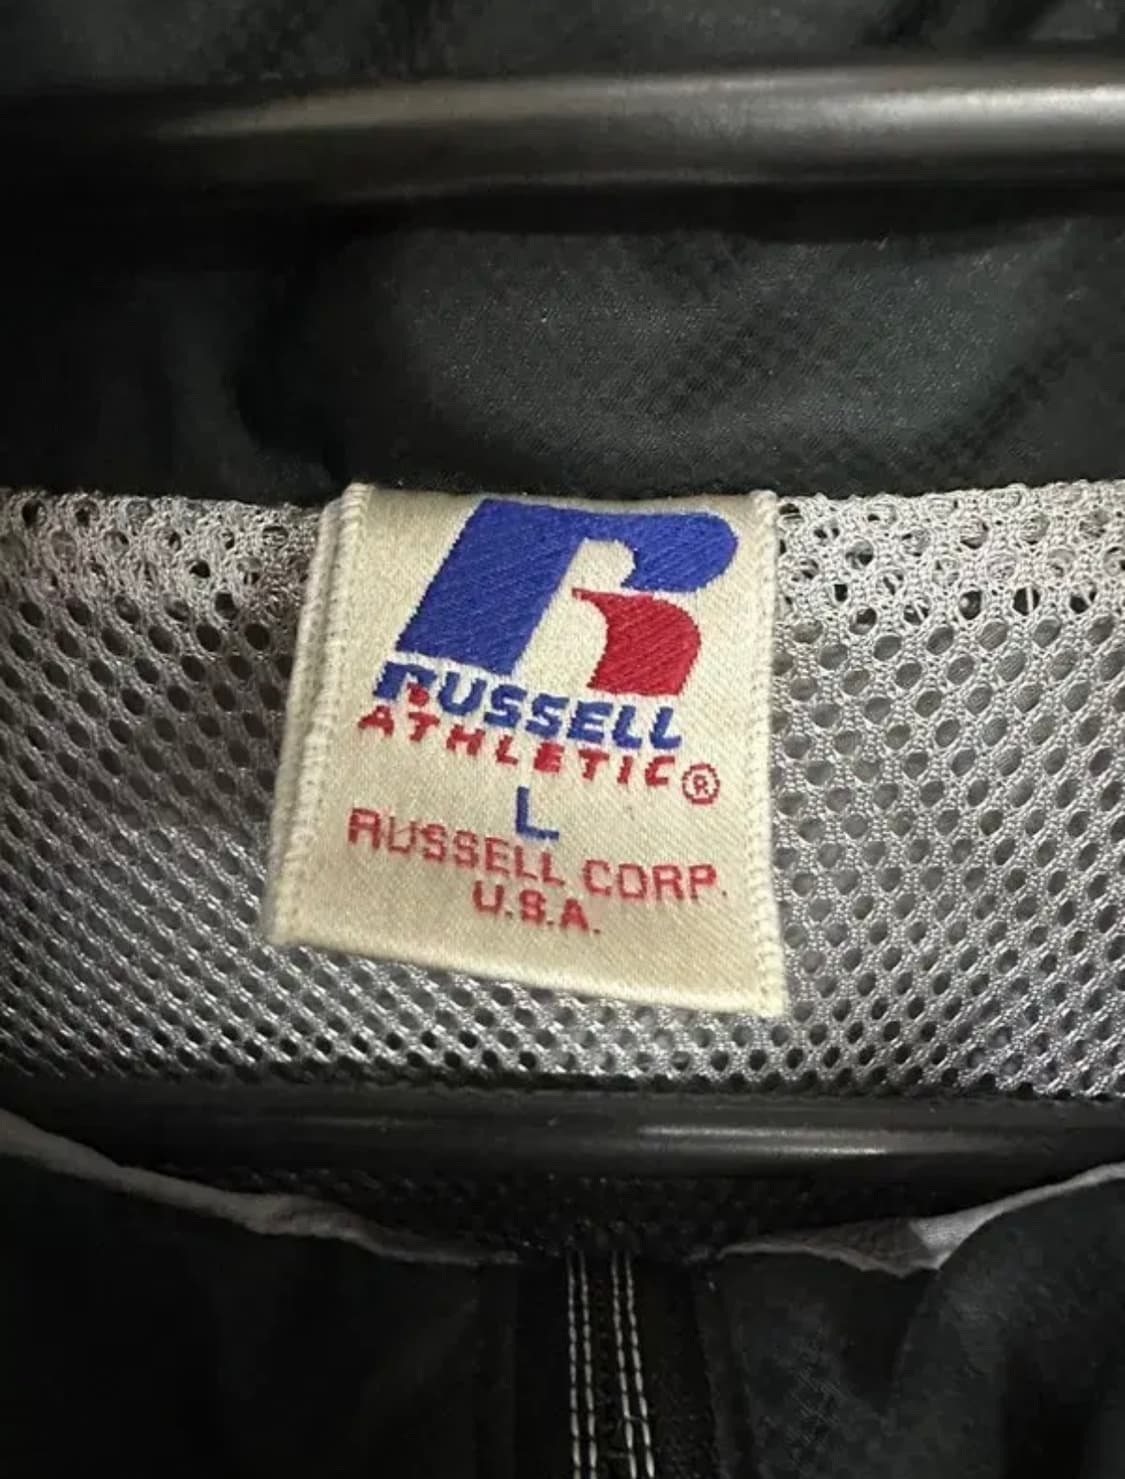 RUSSELL
ATHLETIC®
L
RUSSELL CORP.
U.S.A.